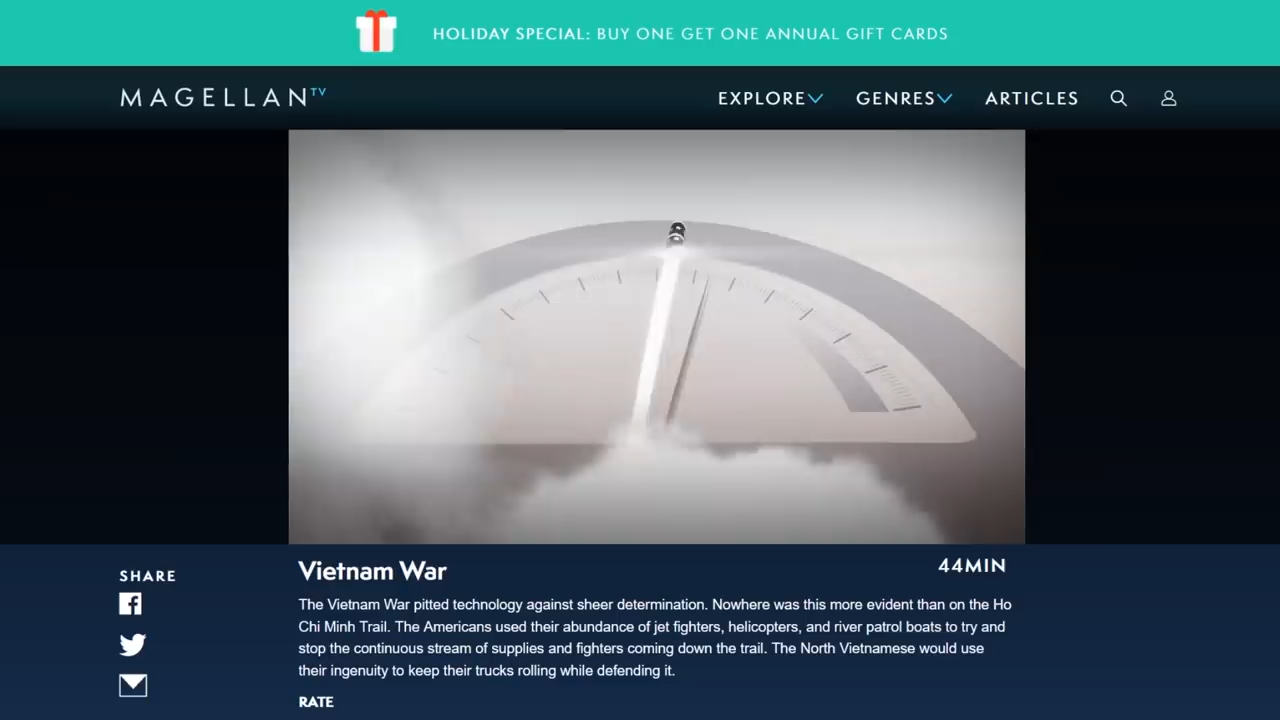 HOLIDAY SPECIAL: BUY ONE GET ONE ANNUAL GIFT CARDS
MAGELLANTV
EXPLORE GENRES ARTICLES
SHARE
Vietnam War
44MIN
The Vietnam War pitted technology against sheer determination. Nowhere was this more evident than on the Ho
Chi Minh Trail. The Americans used their abundance of jet fighters, helicopters, and river patrol boats to try and
stop the continuous stream of supplies and fighters coming down the trail. The North Vietnamese would use
their ingenuity to keep their trucks rolling while defending it.
RATE